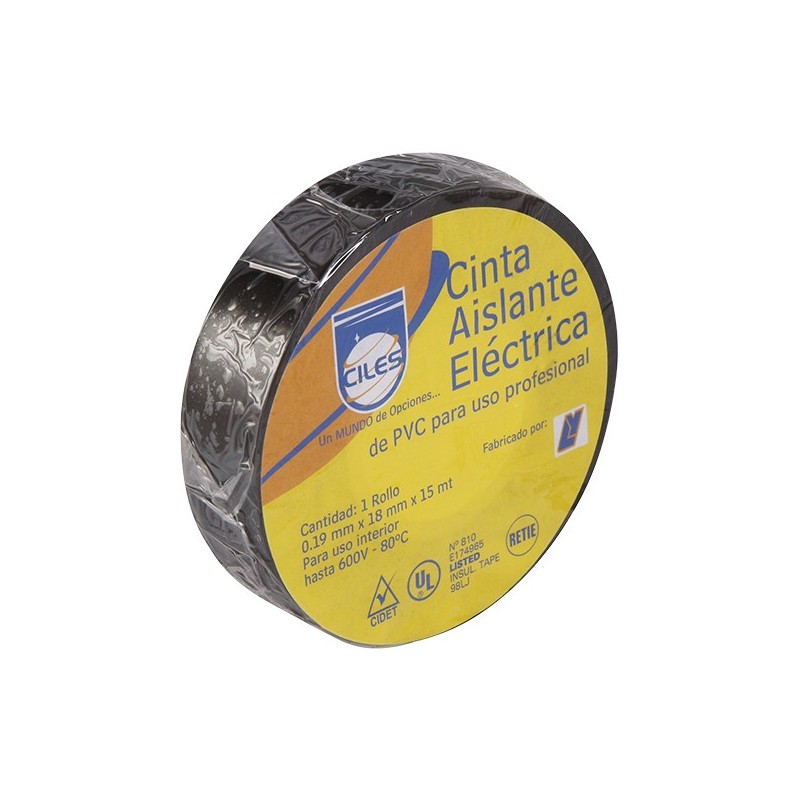 Cinta
Aislante
Eléctrica
de PVC para uso profesional
CILES
Un MUNDO de Opciones...
Fabricado por:
LY
Cantidad: 1 Rollo
0.19 mm x 18 mm x 15 mt
Para uso interior
hasta 600V - 80ºC
CIDET
UL
®
Nº 810
E174965
LISTED
INSUL. TAPE
98LJ
RETIE